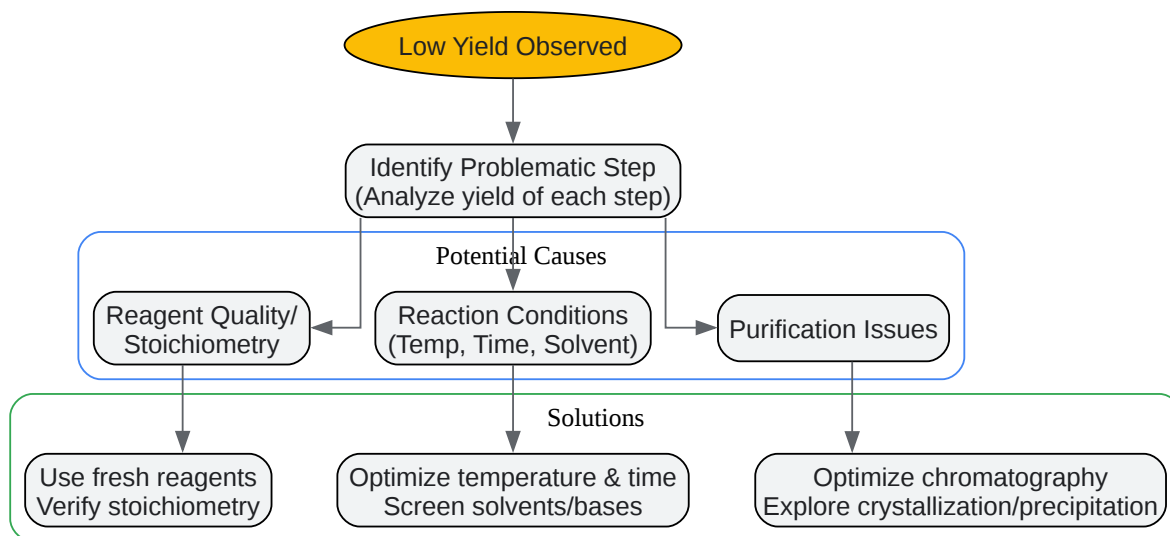 Low Yield Observed
Identify Problematic Step
(Analyze yield of each step)
Potential Causes
Reagent Quality/
Stoichiometry
Reaction Conditions
(Temp, Time, Solvent)
Purification Issues
Solutions
Use fresh reagents
Verify stoichiometry
Optimize temperature & time
Screen solvents/bases
Optimize chromatography
Explore crystallization/precipitation